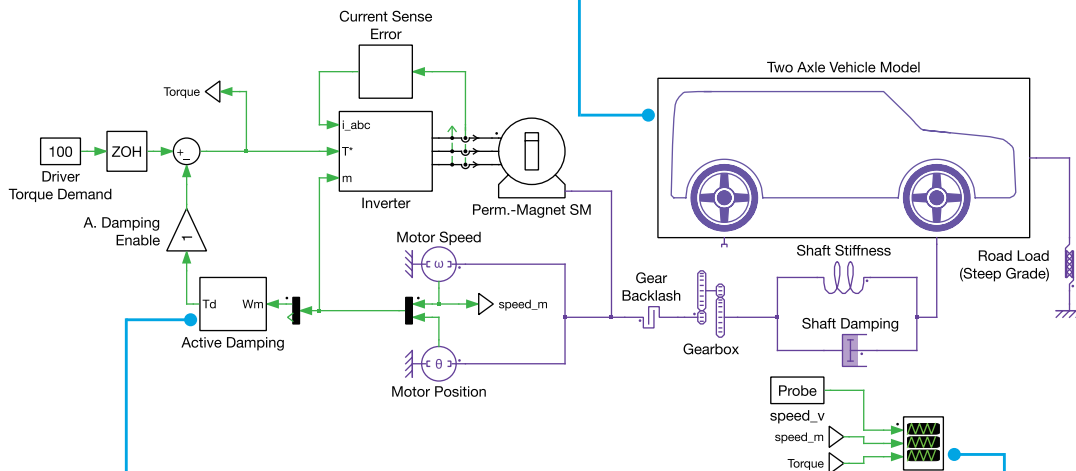 Current Sense
Error
Two Axle Vehicle Model
Torque
i_abc
100
ZOH
+
−
T*
Driver
Torque Demand
m
A. Damping
Enable
1
Inverter
Perm.-Magnet SM
Motor Speed
ω
Shaft Stiffness
Road Load
(Steep Grade)
Gear
Backlash
Td
Wm
speed_m
Shaft Damping
Active Damping
Gearbox
θ
Motor Position
Probe
speed_v
speed_m
Torque